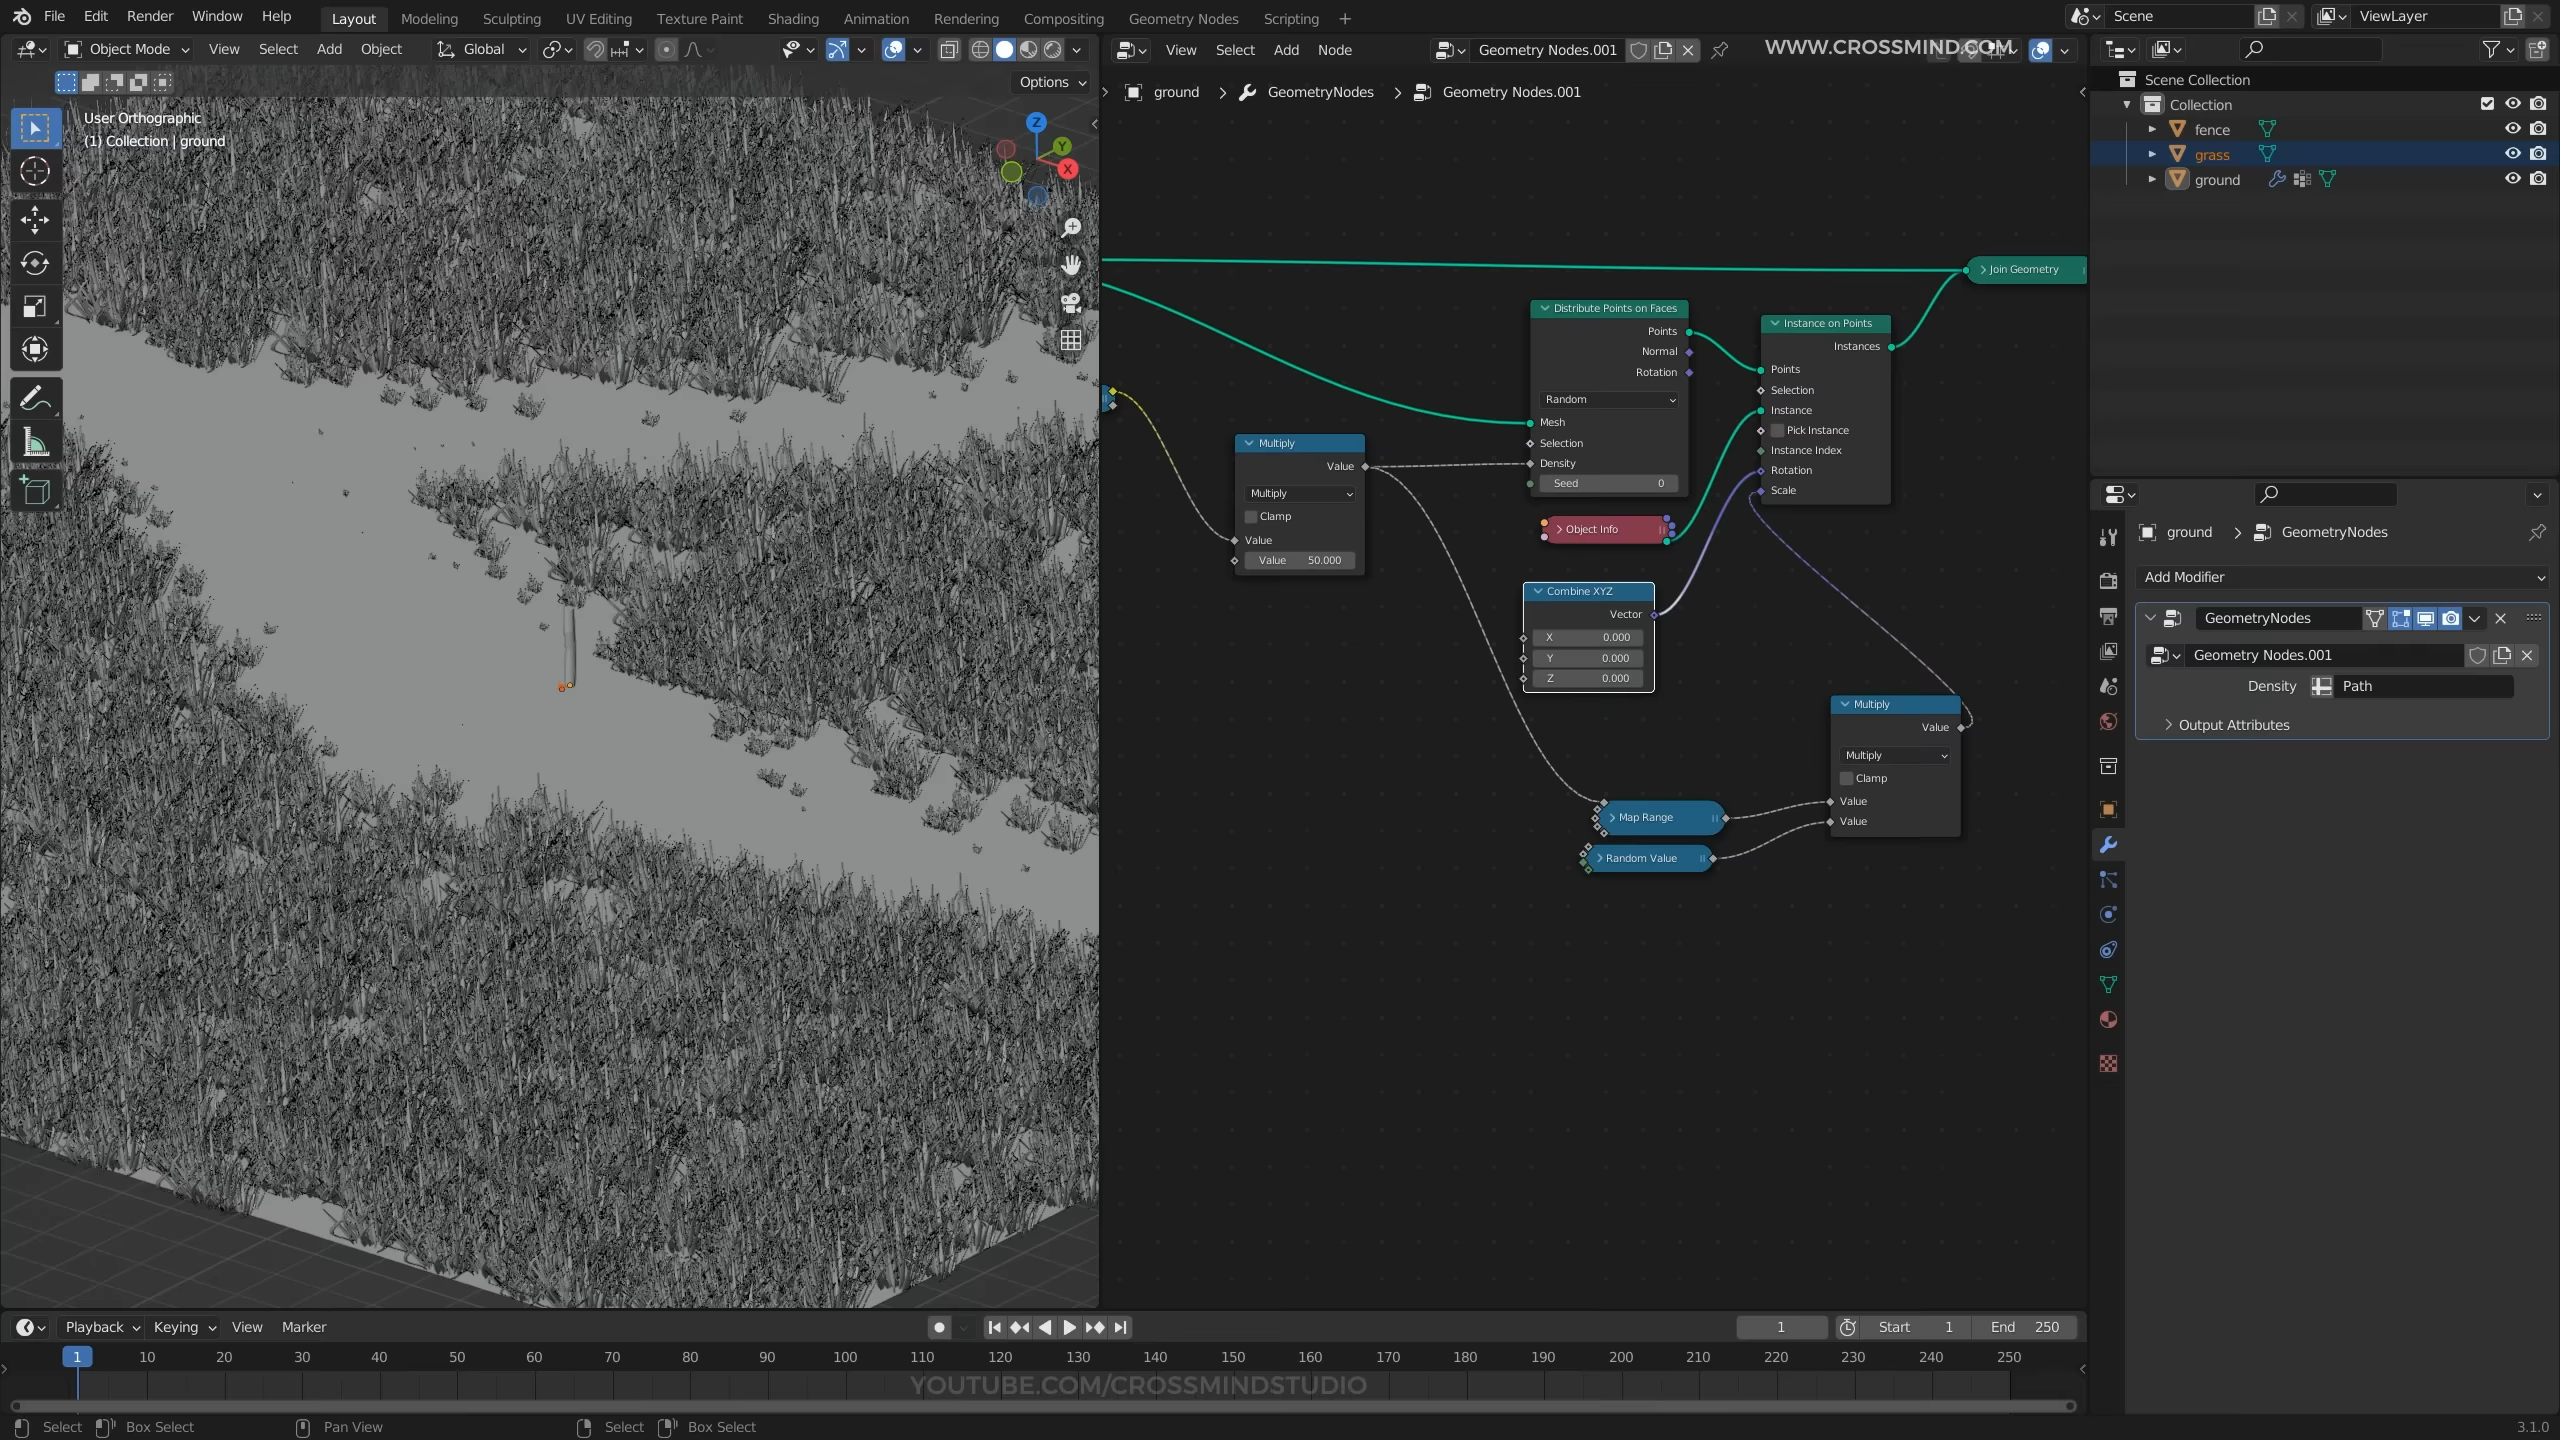 File Edit Render Window Help Layout Modeling Sculpting UV Editing Texture Paint Shading Animation Rendering Compositing Geometry Nodes Scripting + Scene ViewLayer
Object Mode View Select Add Object Global
View Select Add Node Geometry Nodes.001
WWW.CROSSMIND.COM
Options
User Orthographic
(1) Collection | ground
Z
Y
X
ground > GeometryNodes > Geometry Nodes.001
Join Geometry
Distribute Points on Faces
Points
Normal
Rotation
Random
Mesh
Selection
Density
Seed 0
Instance on Points
Instances
Points
Selection
Instance
Pick Instance
Instance Index
Rotation
Scale
Multiply
Value
Multiply
Clamp
Value
Value 50.000
Object Info
Combine XYZ
Vector
X 0.000
Y 0.000
Z 0.000
Multiply
Value
Multiply
Clamp
Value
Value
Map Range
Random Value
Scene Collection
Collection
fence
grass
ground
ground > GeometryNodes
Add Modifier
GeometryNodes
Geometry Nodes.001
Density Path
Output Attributes
Playback Keying View Marker
1 Start 1 End 250
1 10 20 30 40 50 60 70 80 90 100 110 120 130 140 150 160 170 180 190 200 210 220 230 240 250
YOUTUBE.COM/CROSSMINDSTUDIO
Select Box Select Pan View Select Box Select 3.1.0